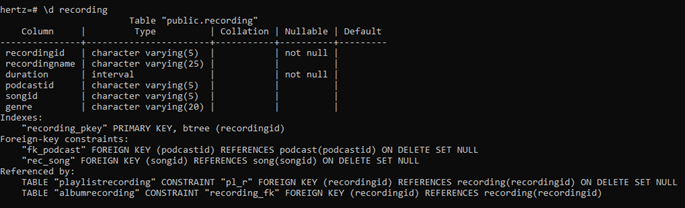 hertz=# \d recording
Table "public.recording"
Column | Type | Collation | Nullable | Default
---------------+-----------------------+-----------+----------+---------
recordingid | character varying(5) | | not null |
recordingname | character varying(25) | | |
duration | interval | | not null |
podcastid | character varying(5) | | |
songid | character varying(5) | | |
genre | character varying(20) | | |
Indexes:
"recording_pkey" PRIMARY KEY, btree (recordingid)
Foreign-key constraints:
"fk_podcast" FOREIGN KEY (podcastid) REFERENCES podcast(podcastid) ON DELETE SET NULL
"rec_song" FOREIGN KEY (songid) REFERENCES song(songid) ON DELETE SET NULL
Referenced by:
TABLE "playlistrecording" CONSTRAINT "pl_r" FOREIGN KEY (recordingid) REFERENCES recording(recordingid) ON DELETE SET NULL
TABLE "albumrecording" CONSTRAINT "recording_fk" FOREIGN KEY (recordingid) REFERENCES recording(recordingid)